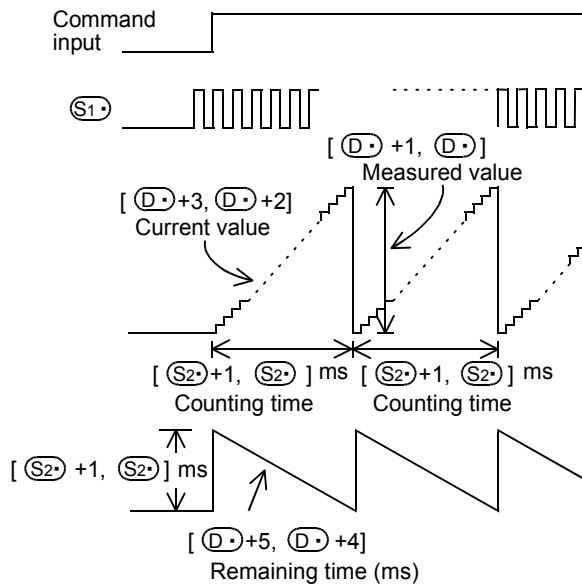 Command
input
S1·
[ D· +1, D· ]
Measured value
[ D· +3, D· +2]
Current value
[ S2· +1, S2· ] ms
Counting time
[ S2· +1, S2· ] ms
Counting time
[ S2· +1, S2· ] ms
[ D· +5, D· +4]
Remaining time (ms)